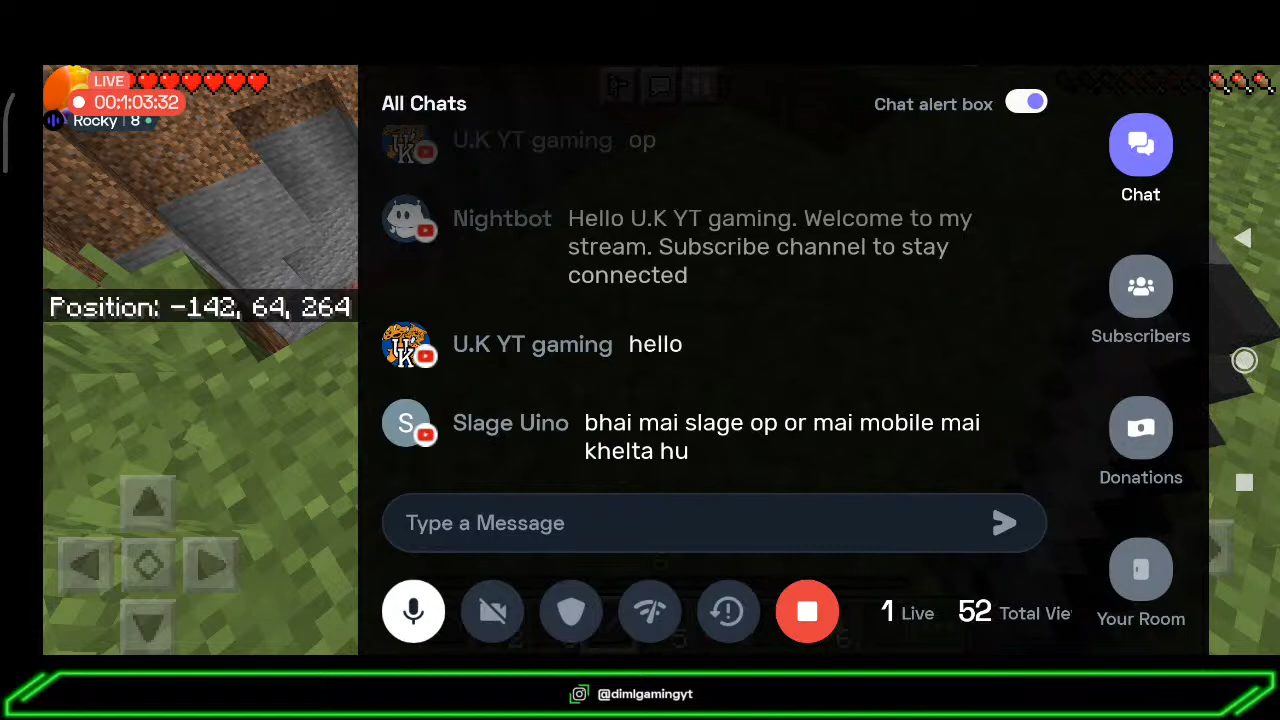 LIVE
00:1:03:32
Rocky | 8
Position: -142, 64, 264
All Chats
Chat alert box
U.K YT gaming op
Nightbot Hello U.K YT gaming. Welcome to my
stream. Subscribe channel to stay
connected
U.K YT gaming hello
S Slage Uino bhai mai slage op or mai mobile mai
khelta hu
Type a Message
1 Live 52 Total Vie
Chat
Subscribers
Donations
Your Room
@dimlgamingyt